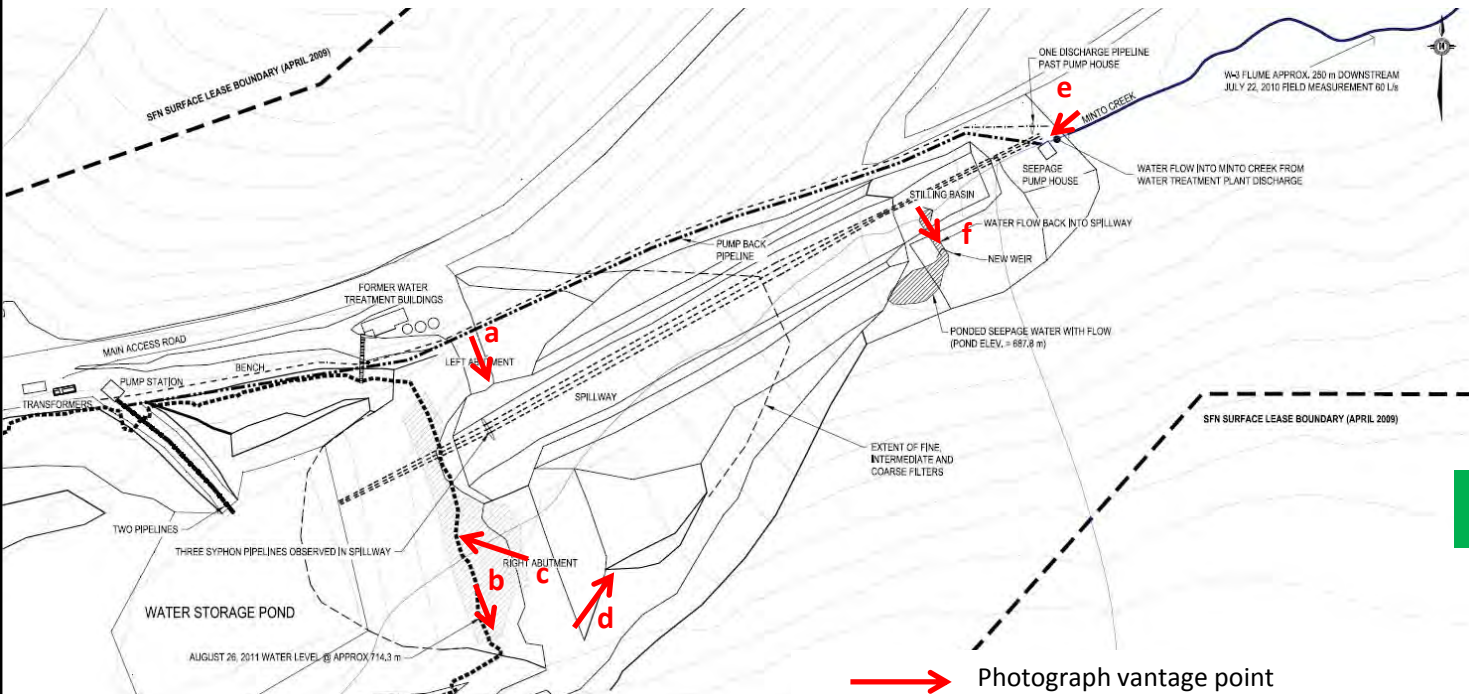 SFN SURFACE LEASE BOUNDARY (APRIL 2009)
ONE DISCHARGE PIPELINE
PAST PUMP HOUSE
e
MINTO CREEK
W-3 FLUME APPROX. 250 m DOWNSTREAM
JULY 22, 2010 FIELD MEASUREMENT 60 L/s
N
SEEPAGE
PUMP HOUSE
WATER FLOW INTO MINTO CREEK FROM
WATER TREATMENT PLANT DISCHARGE
STILLING BASIN
WATER FLOW BACK INTO SPILLWAY
f
NEW WEIR
PUMP BACK
PIPELINE
FORMER WATER
TREATMENT BUILDINGS
PONDED SEEPAGE WATER WITH FLOW
(POND ELEV. = 687.8 m)
MAIN ACCESS ROAD
a
LEFT ABUTMENT
BENCH
PUMP STATION
TRANSFORMERS
SPILLWAY
SFN SURFACE LEASE BOUNDARY (APRIL 2009)
EXTENT OF FINE,
INTERMEDIATE AND
COARSE FILTERS
TWO PIPELINES
THREE SYPHON PIPELINES OBSERVED IN SPILLWAY
RIGHT ABUTMENT
b
c
d
WATER STORAGE POND
AUGUST 26, 2011 WATER LEVEL @ APPROX 714.3 m
Photograph vantage point